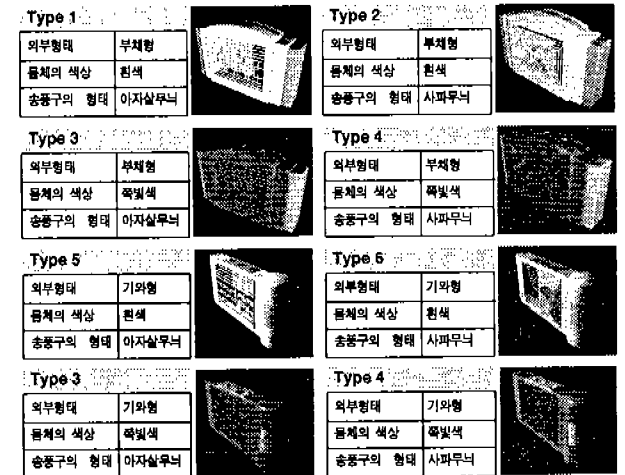 Type 1
외부형태 부채형
몸체의 색상 흰색
송풍구의 형태 아자살무늬
Type 2
외부형태 부채형
몸체의 색상 흰색
송풍구의 형태 사파무늬
Type 3
외부형태 부채형
몸체의 색상 쪽빛색
송풍구의 형태 아자살무늬
Type 4
외부형태 부채형
몸체의 색상 쪽빛색
송풍구의 형태 사파무늬
Type 5
외부형태 기와형
몸체의 색상 흰색
송풍구의 형태 아자살무늬
Type 6
외부형태 기와형
몸체의 색상 흰색
송풍구의 형태 사파무늬
Type 3
외부형태 기와형
몸체의 색상 쪽빛색
송풍구의 형태 아자살무늬
Type 4
외부형태 기와형
몸체의 색상 쪽빛색
송풍구의 형태 사파무늬